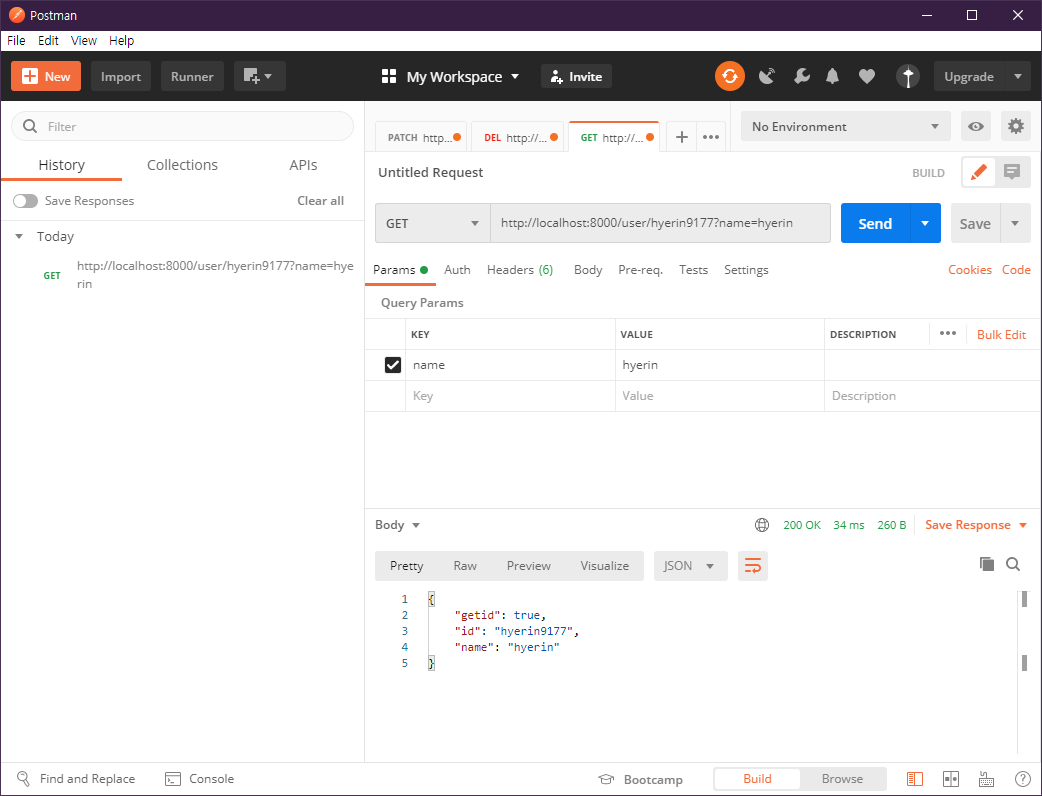 Postman
File Edit View Help
New Import Runner My Workspace Invite Upgrade
Filter
History Collections APIs
Save Responses Clear all
Today
GET http://localhost:8000/user/hyerin9177?name=hye
rin
PATCH http... DEL http://... GET http://... No Environment
Untitled Request BUILD
GET http://localhost:8000/user/hyerin9177?name=hyerin Send Save
Params Auth Headers (6) Body Pre-req. Tests Settings Cookies Code
Query Params
KEY VALUE DESCRIPTION Bulk Edit
name hyerin
Key Value Description
Body 200 OK 34 ms 260 B Save Response
Pretty Raw Preview Visualize JSON
1 {
2 "getid": true,
3 "id": "hyerin9177",
4 "name": "hyerin"
5 }
Find and Replace Console Bootcamp Build Browse